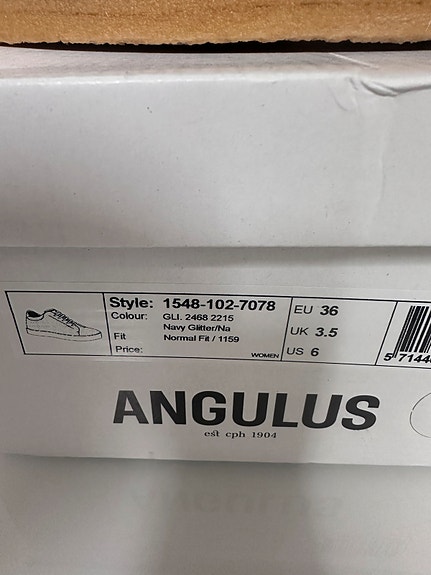 Style: 1548-102-7078
Colour: GLI. 2468 2215
Navy Glitter/Na
Fit Normal Fit / 1159
Price:
WOMEN
EU 36
UK 3.5
US 6
ANGULUS
est cph 1904